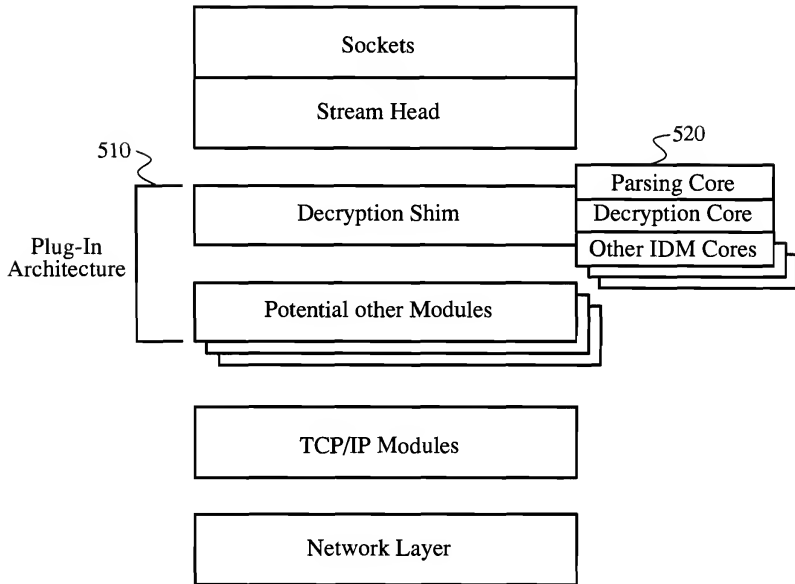 Sockets
Stream Head
510
520
Parsing Core
Decryption Shim
Decryption Core
Other IDM Cores
Plug-In
Architecture
Potential other Modules
TCP/IP Modules
Network Layer